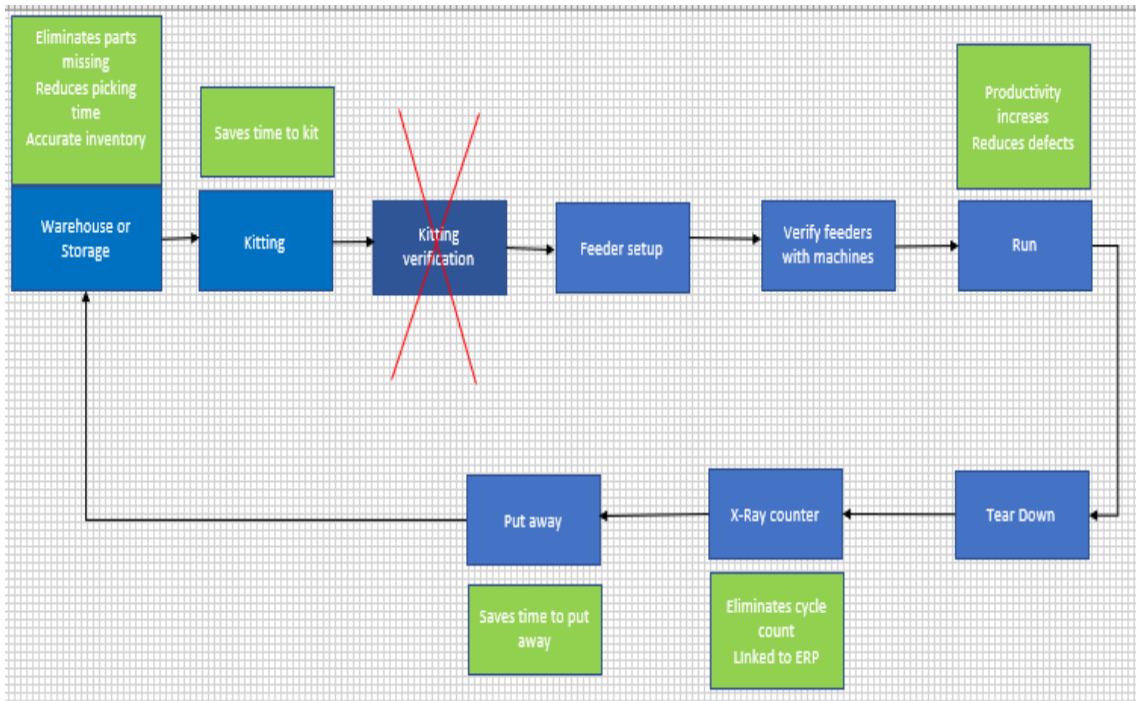 Eliminates parts
missing
Reduces picking
time
Accurate inventory
Saves time to kit
Productivity
increses
Reduces defects
Warehouse or
Storage
Kitting
Kitting
verification
Feeder setup
Verify feeders
with machines
Run
Put away
X-Ray counter
Tear Down
Saves time to put
away
Eliminates cycle
count
LInked to ERP